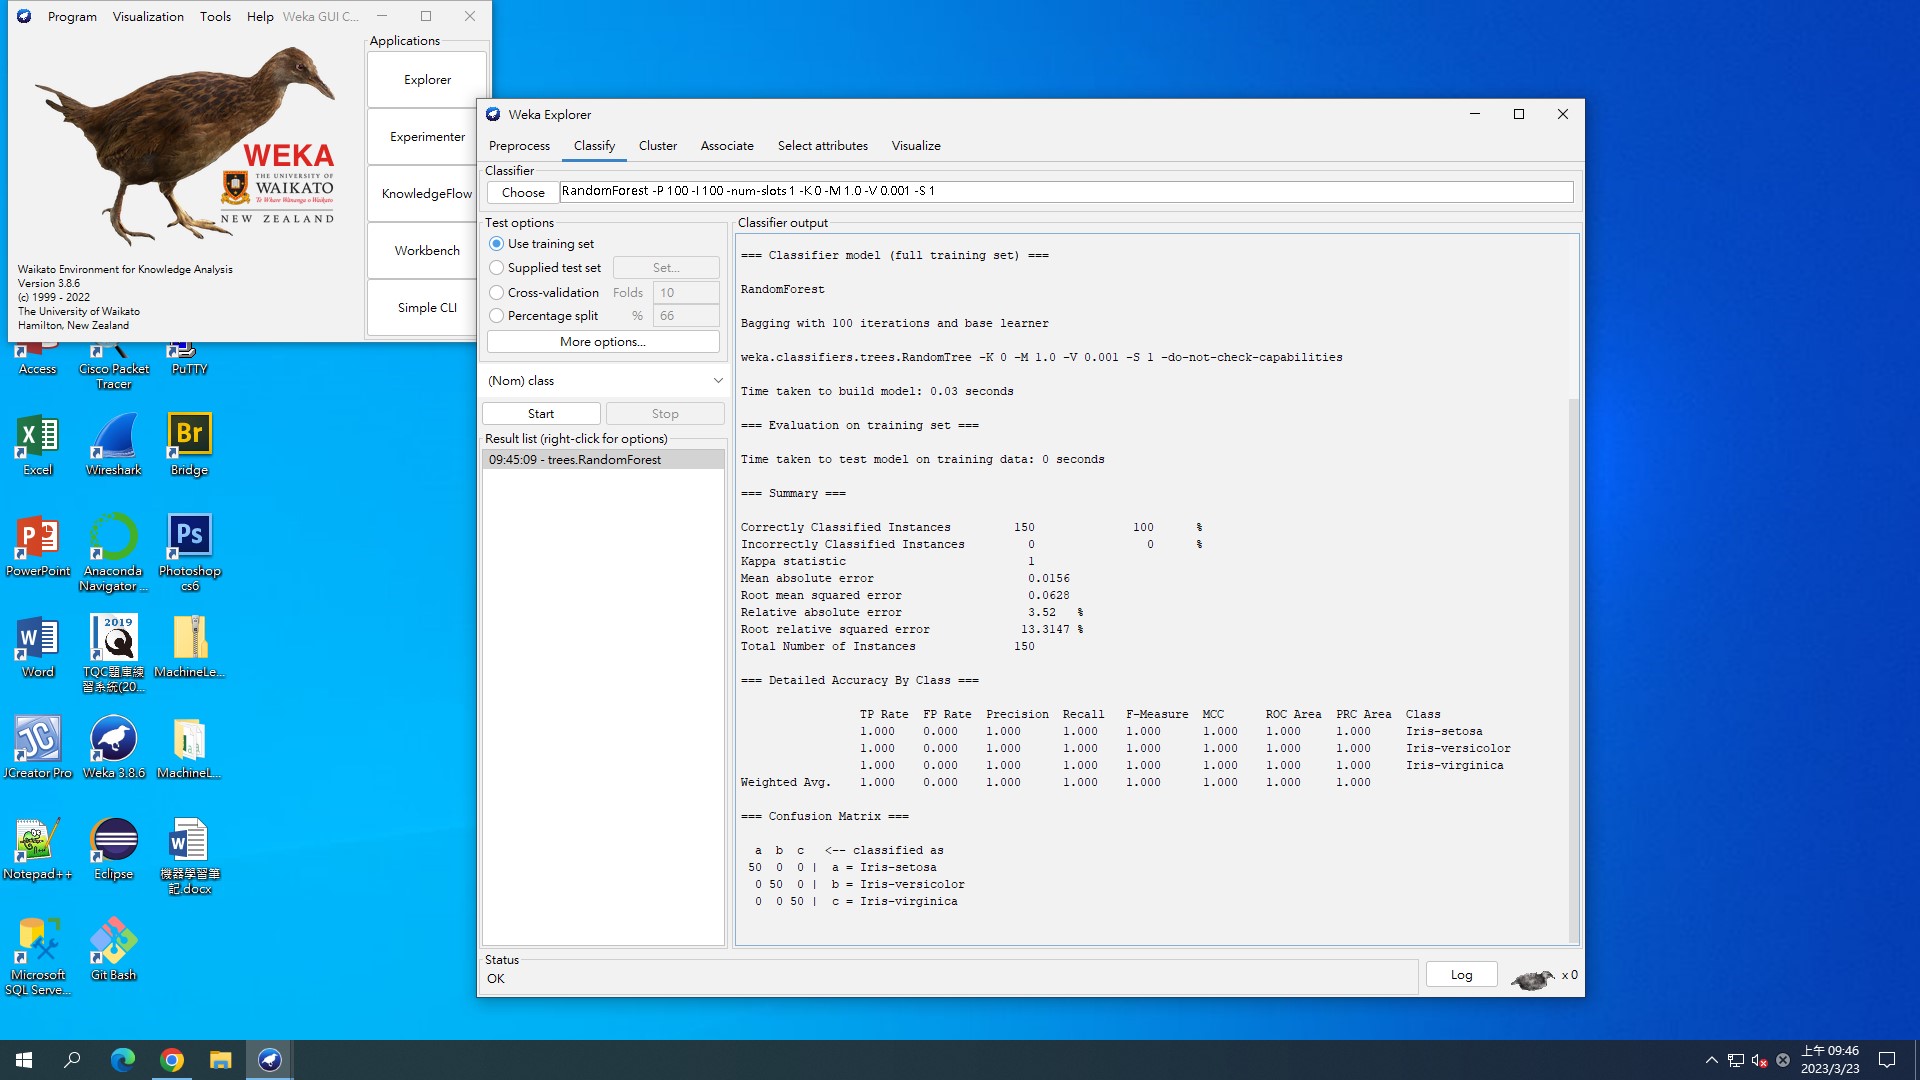 Program Visualization Tools Help Weka GUI C...
Applications
Explorer
Experimenter
KnowledgeFlow
Workbench
Simple CLI
WEKA
THE UNIVERSITY OF
WAIKATO
Te Whare Wānanga o Waikato
NEW ZEALAND
Waikato Environment for Knowledge Analysis
Version 3.8.6
(c) 1999 - 2022
The University of Waikato
Hamilton, New Zealand
Access
Cisco Packet
Tracer
PuTTY
Excel
Wireshark
Br
Bridge
PowerPoint
Anaconda
Navigator ...
Ps
Photoshop
cs6
Word
2019
TQC題庫練
習系統(20...
MachineLe...
JCreator Pro
Weka 3.8.6
MachineL...
Notepad++
Eclipse
機器學習筆
記.docx
Microsoft
SQL Serve...
Git Bash
Weka Explorer
Preprocess Classify Cluster Associate Select attributes Visualize
Classifier
Choose RandomForest -P 100 -I 100 -num-slots 1 -K 0 -M 1.0 -V 0.001 -S 1
Test options
Use training set
Supplied test set Set...
Cross-validation Folds 10
Percentage split % 66
More options...
(Nom) class
Start Stop
Result list (right-click for options)
09:45:09 - trees.RandomForest
Classifier output
=== Classifier model (full training set) ===
RandomForest
Bagging with 100 iterations and base learner
weka.classifiers.trees.RandomTree -K 0 -M 1.0 -V 0.001 -S 1 -do-not-check-capabilities
Time taken to build model: 0.03 seconds
=== Evaluation on training set ===
Time taken to test model on training data: 0 seconds
=== Summary ===
Correctly Classified Instances 150 100 %
Incorrectly Classified Instances 0 0 %
Kappa statistic 1
Mean absolute error 0.0156
Root mean squared error 0.0628
Relative absolute error 3.52 %
Root relative squared error 13.3147 %
Total Number of Instances 150
=== Detailed Accuracy By Class ===
TP Rate FP Rate Precision Recall F-Measure MCC ROC Area PRC Area Class
1.000 0.000 1.000 1.000 1.000 1.000 1.000 1.000 Iris-setosa
1.000 0.000 1.000 1.000 1.000 1.000 1.000 1.000 Iris-versicolor
1.000 0.000 1.000 1.000 1.000 1.000 1.000 1.000 Iris-virginica
Weighted Avg. 1.000 0.000 1.000 1.000 1.000 1.000 1.000 1.000
=== Confusion Matrix ===
a b c <-- classified as
50 0 0 | a = Iris-setosa
0 50 0 | b = Iris-versicolor
0 0 50 | c = Iris-virginica
Status
OK
Log
x 0
上午 09:46
2023/3/23